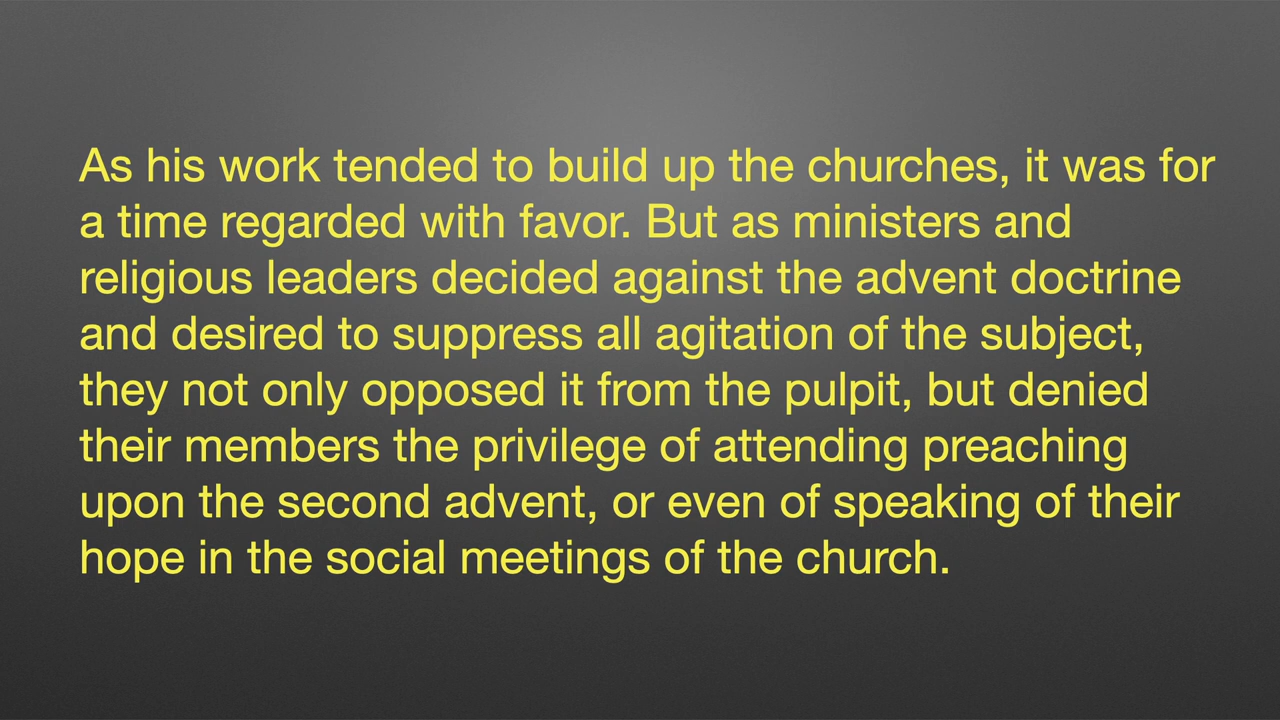 As his work tended to build up the churches, it was for
a time regarded with favor. But as ministers and
religious leaders decided against the advent doctrine
and desired to suppress all agitation of the subject,
they not only opposed it from the pulpit, but denied
their members the privilege of attending preaching
upon the second advent, or even of speaking of their
hope in the social meetings of the church.